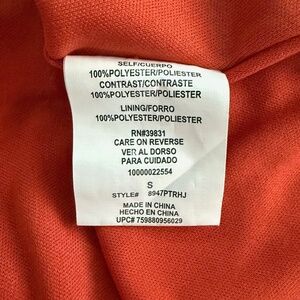 SELF/CUERPO
100%POLYESTER/POLIESTER
CONTRAST/CONTRASTE
100%POLYESTER/POLIESTER
LINING/FORRO
100%POLYESTER/POLIESTER
RN#39831
CARE ON REVERSE
VER AL DORSO
PARA CUIDADO
10000022554
S
STYLE# 8947PTRHJ
MADE IN CHINA
HECHO EN CHINA
UPC# 759880956029